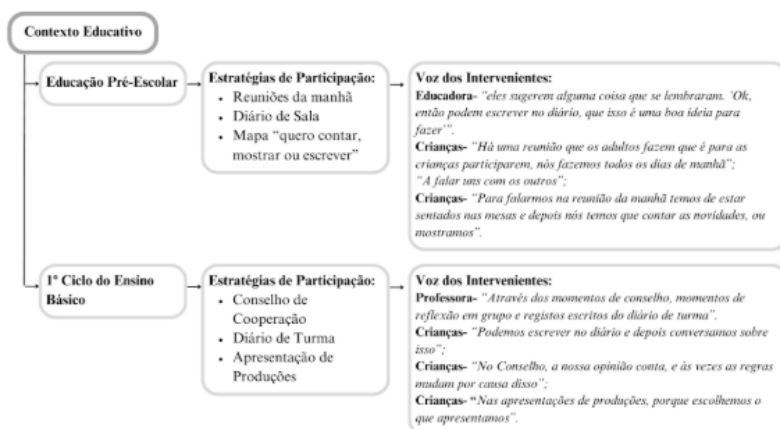 Contexto Educativo
Educação Pré-Escolar
Estratégias de Participação:
• Reuniões da manhã
• Diário de Sala
• Mapa “quero contar,
mostrar ou escrever”
Voz dos Intervenientes:
Educadora- “eles sugerem alguma coisa que se lembraram. ‘Ok,
então podem escrever no diário, que isso é uma boa ideia para
fazer’”.
Crianças- “Há uma reunião que os adultos fazem que é para as
crianças participarem, nós fazemos todos os dias de manhã”;
“A falar uns com os outros”;
Crianças- “Para falarmos na reunião da manhã temos de estar
sentados nas mesas e depois nós temos que contar as novidades, ou
mostramos”.
1º Ciclo do Ensino
Básico
Estratégias de Participação:
• Conselho de
Cooperação
• Diário de Turma
• Apresentação de
Produções
Voz dos Intervenientes:
Professora- “Através dos momentos de conselho, momentos de
reflexão em grupo e registos escritos do diário de turma”.
Crianças- “Podemos escrever no diário e depois conversamos sobre
isso”;
Crianças- “No Conselho, a nossa opinião conta, e às vezes as regras
mudam por causa disso”;
Crianças- “Nas apresentações de produções, porque escolhemos o
que apresentamos”.